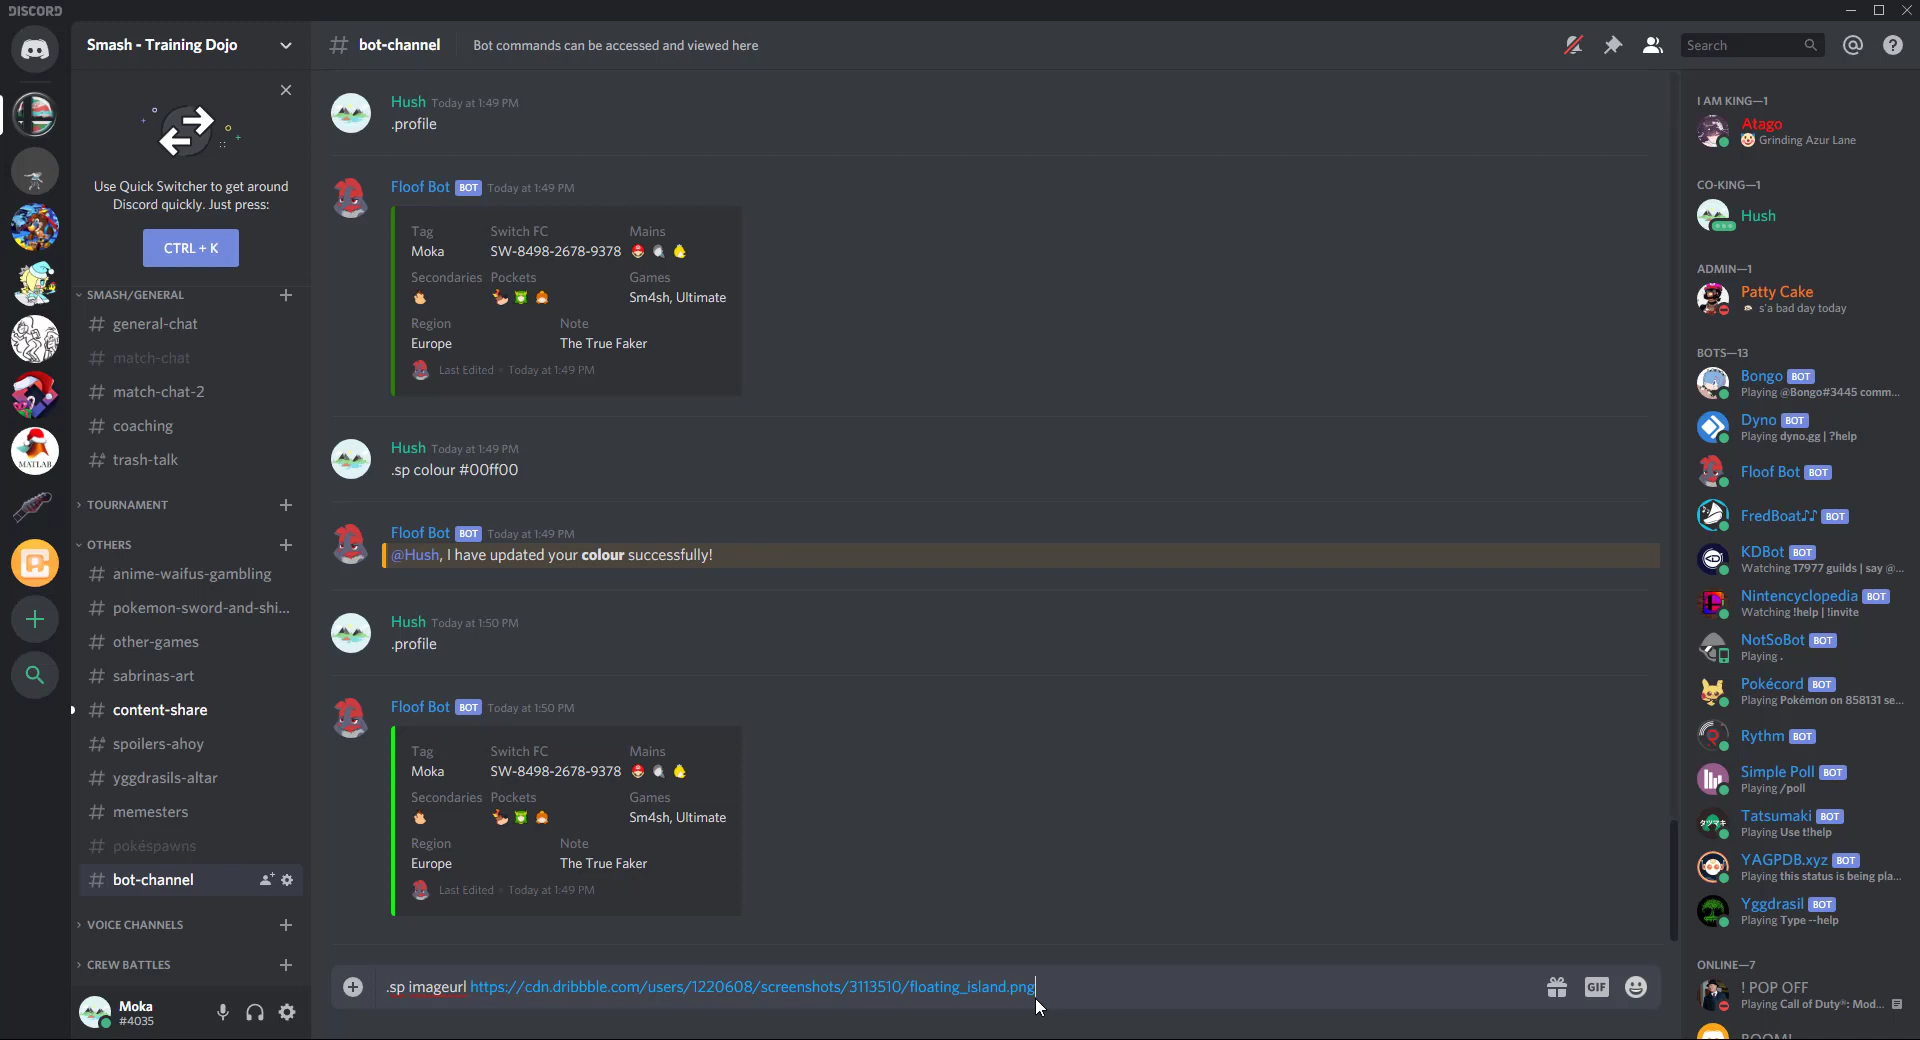 DISCORD
Smash - Training Dojo
Use Quick Switcher to get around
Discord quickly. Just press:
CTRL + K
SMASH/GENERAL
general-chat
match-chat
match-chat-2
coaching
trash-talk
TOURNAMENT
OTHERS
anime-waifus-gambling
pokemon-sword-and-shi...
other-games
sabrinas-art
content-share
spoilers-ahoy
yggdrasils-altar
memesters
pokéspawns
bot-channel
VOICE CHANNELS
CREW BATTLES
Moka
#4035
MATLAB
# bot-channel
Bot commands can be accessed and viewed here
Search
Hush Today at 1:49 PM
.profile
Floof Bot BOT Today at 1:49 PM
Tag Switch FC Mains
Moka SW-8498-2678-9378
Secondaries Pockets Games
Sm4sh, Ultimate
Region Note
Europe The True Faker
Last Edited • Today at 1:49 PM
Hush Today at 1:49 PM
.sp colour #00ff00
Floof Bot BOT Today at 1:49 PM
@Hush, I have updated your colour successfully!
Hush Today at 1:50 PM
.profile
Floof Bot BOT Today at 1:50 PM
Tag Switch FC Mains
Moka SW-8498-2678-9378
Secondaries Pockets Games
Sm4sh, Ultimate
Region Note
Europe The True Faker
Last Edited • Today at 1:49 PM
.sp imageurl https://cdn.dribbble.com/users/1220608/screenshots/3113510/floating_island.png
GIF
I AM KING—1
Atago
Grinding Azur Lane
CO-KING—1
Hush
ADMIN—1
Patty Cake
s'a bad day today
BOTS—13
Bongo BOT
Playing @Bongo#3445 comm...
Dyno BOT
Playing dyno.gg | ?help
Floof Bot BOT
FredBoat♪♪ BOT
KDBot BOT
Watching 17977 guilds | say @...
Nintencyclopedia BOT
Watching !help | !invite
NotSoBot BOT
Playing .
Pokécord BOT
Playing Pokémon on 858131 se...
Rythm BOT
Simple Poll BOT
Playing /poll
Tatsumaki BOT
Playing Use t!help
YAGPDB.xyz BOT
Playing this status is being pla...
Yggdrasil BOT
Playing Type --help
ONLINE—7
! POP OFF
Playing Call of Duty®: Mod...